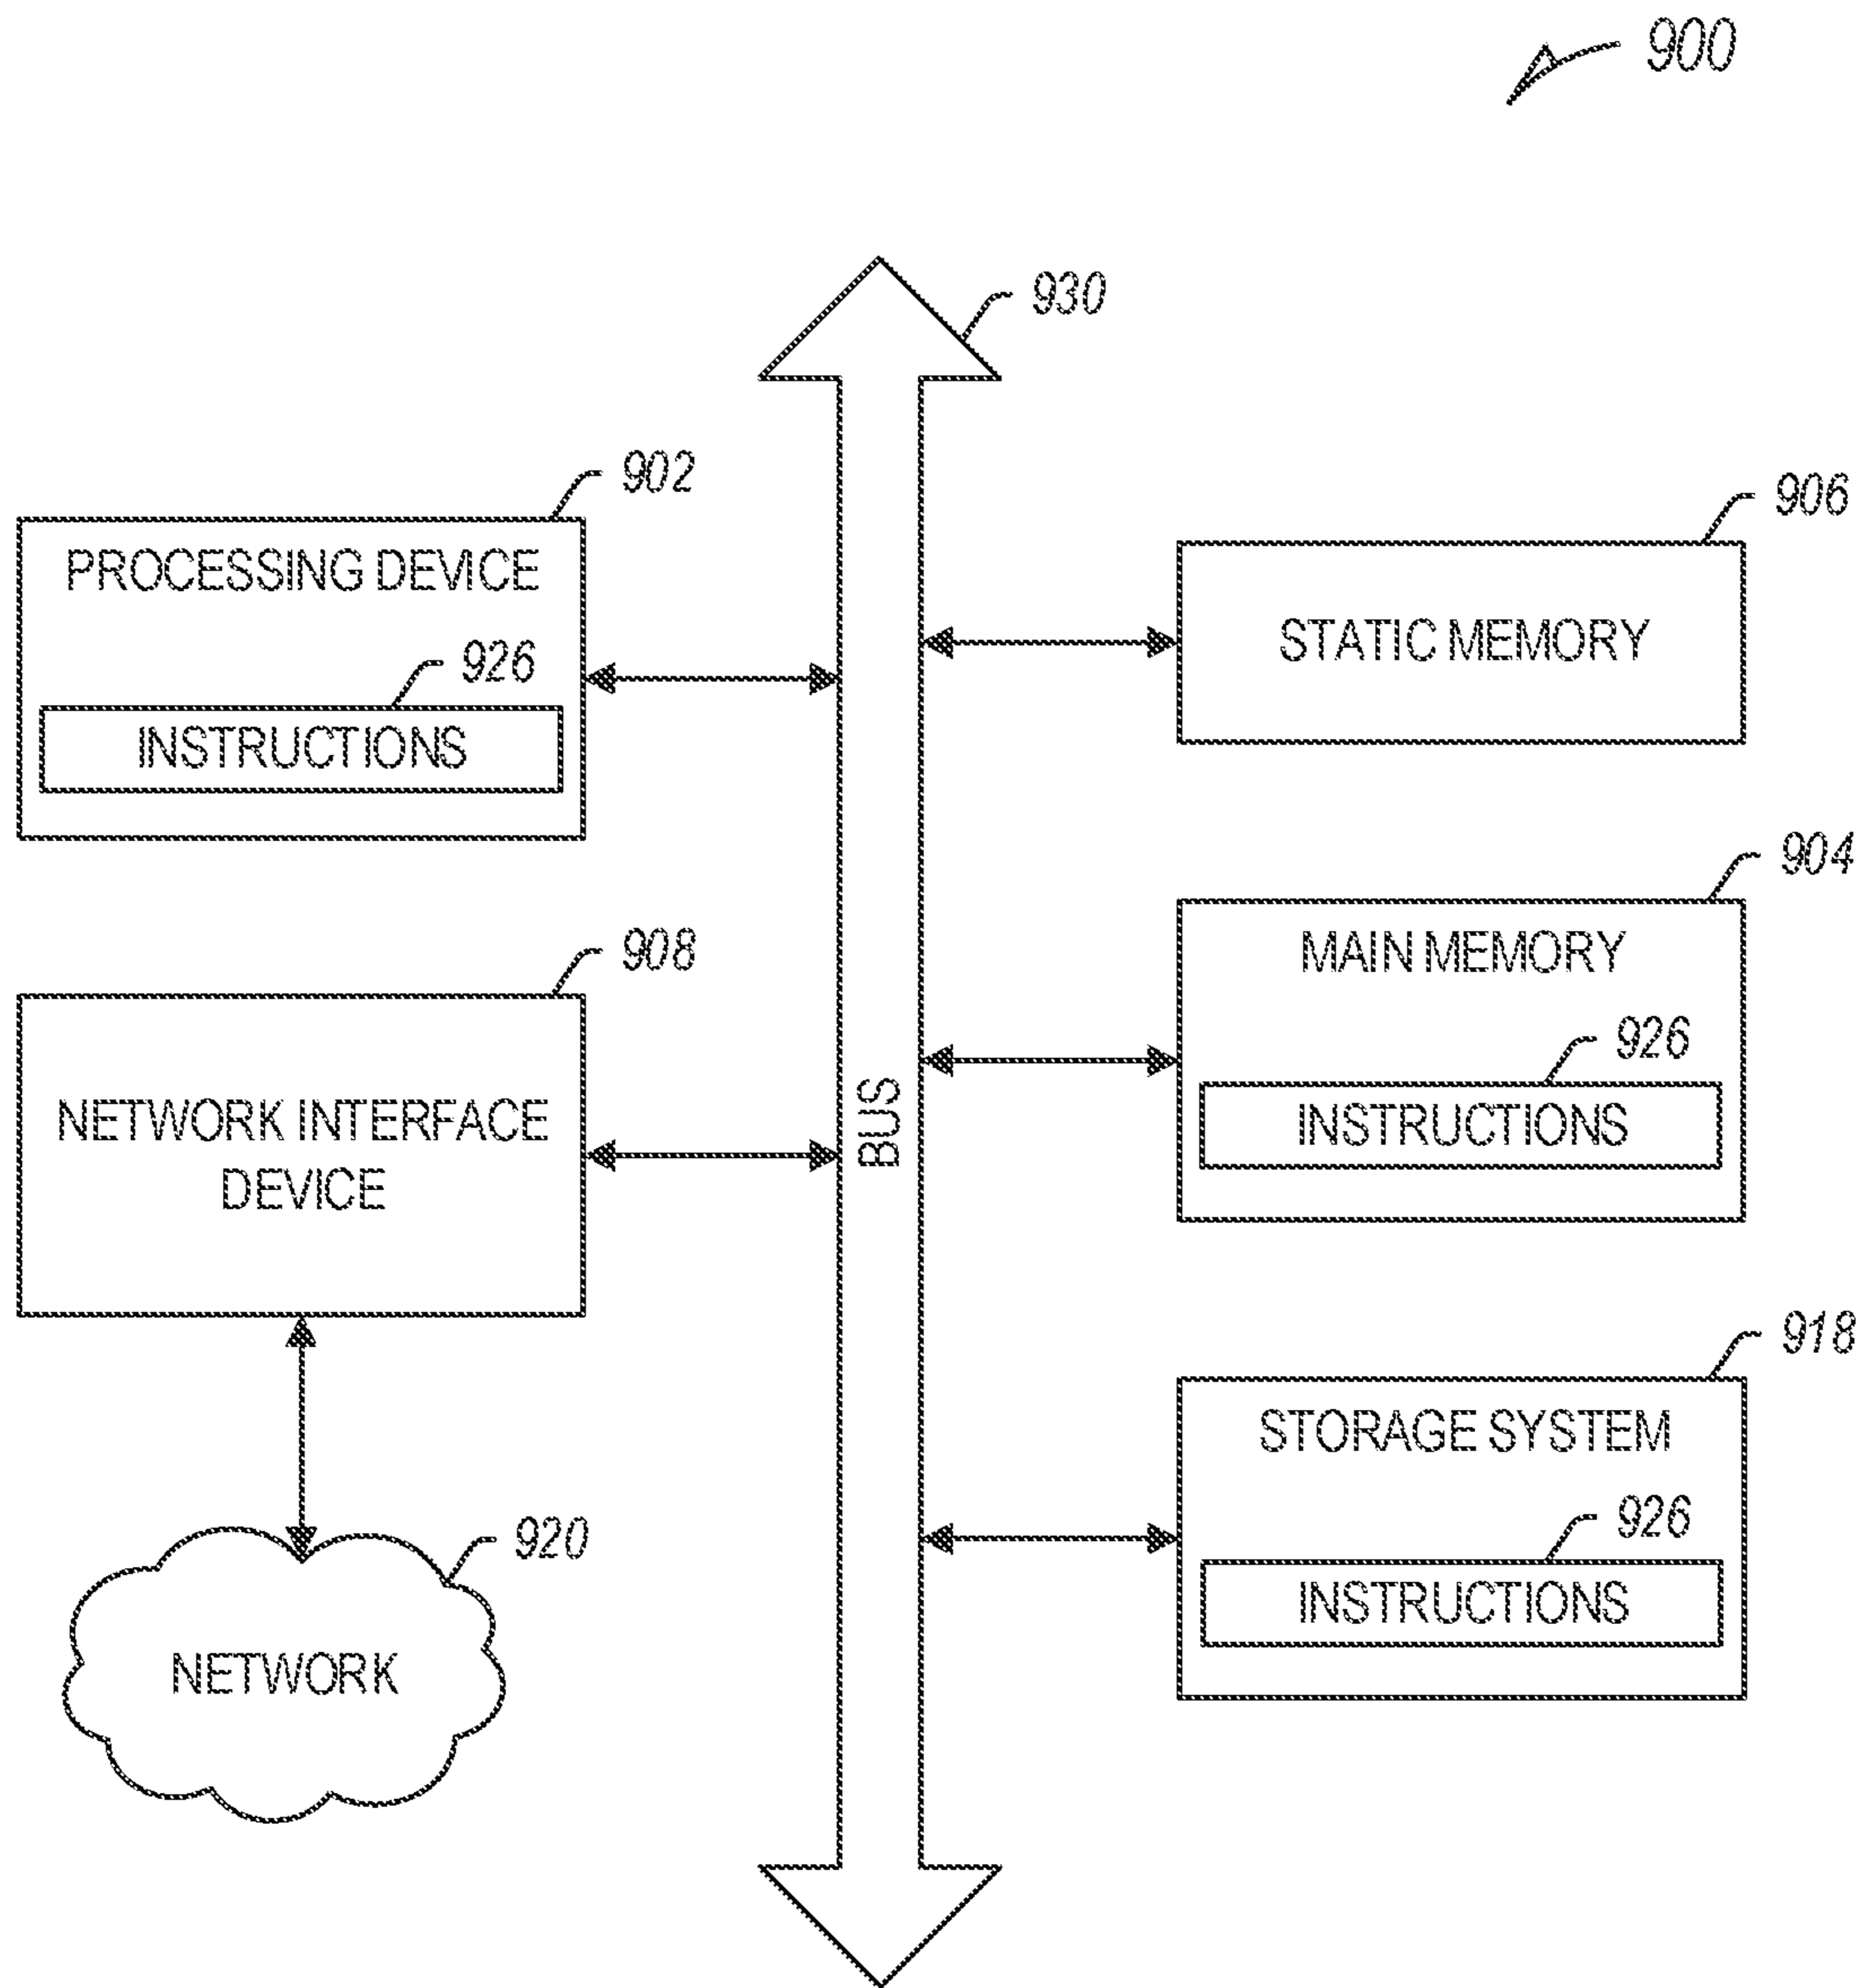 900
930
902
PROCESSING DEVICE
926
INSTRUCTIONS
906
STATIC MEMORY
904
MAIN MEMORY
926
INSTRUCTIONS
908
NETWORK INTERFACE
DEVICE
BUS
918
STORAGE SYSTEM
926
INSTRUCTIONS
920
NETWORK